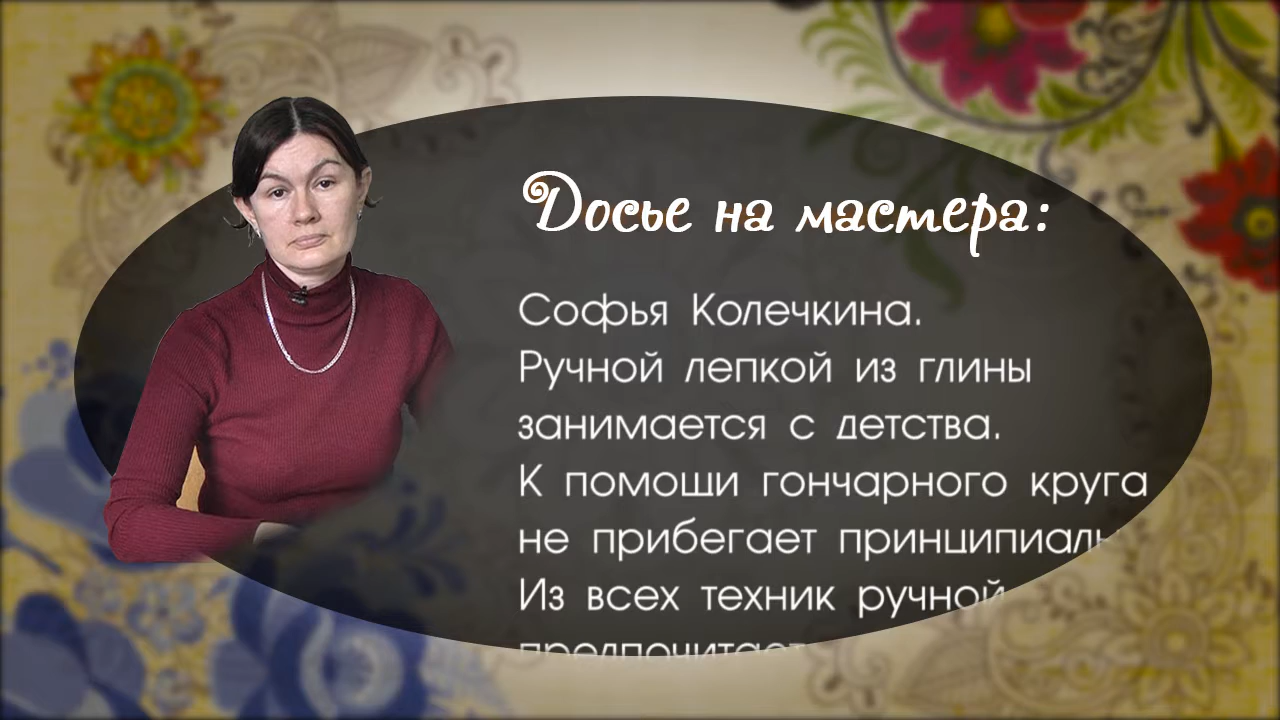 Досье на мастера:
Софья Колечкина.
Ручной лепкой из глины
занимается с детства.
К помощи гончарного круга
не прибегает
Из всех техник ручной
предпочитает